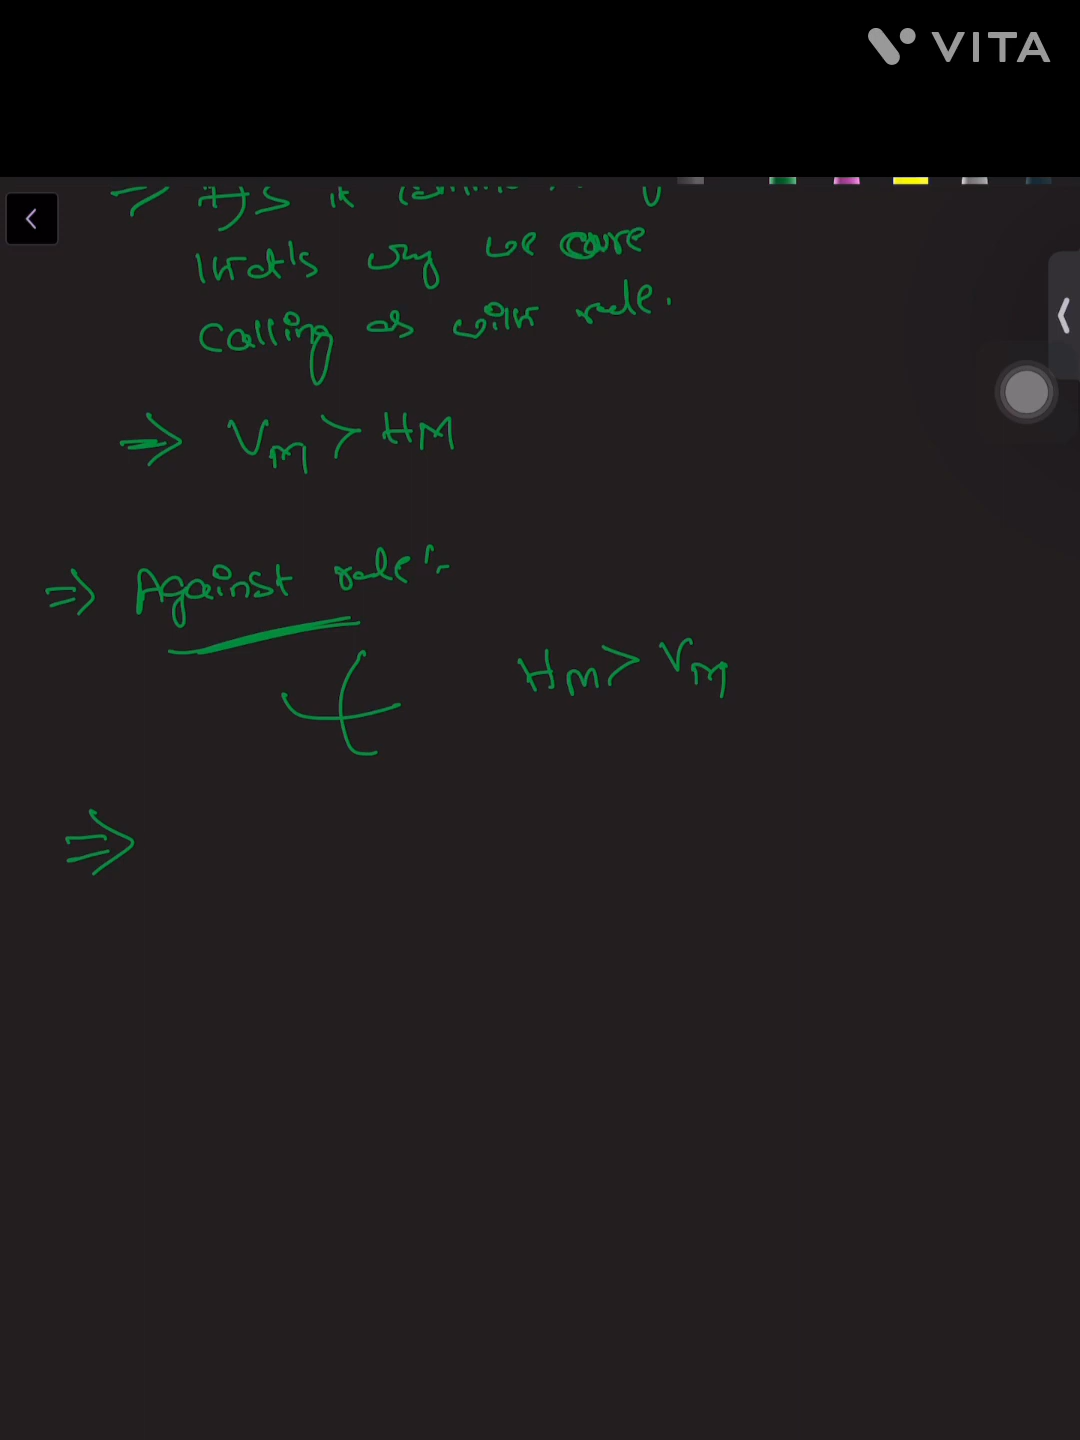 VITA
that's why we are
calling as with rule.
⇒ Vm > HM
⇒ Against rule :-
Hm > Vm
⇒